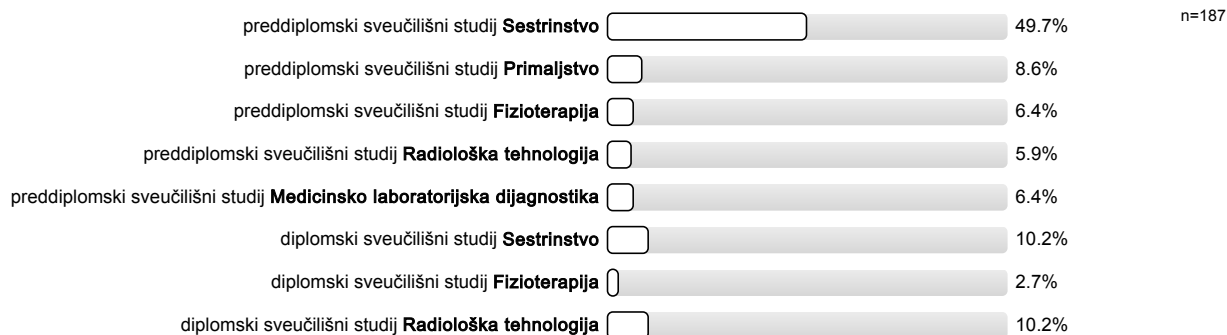 preddiplomski sveučilišni studij Sestrinstvo 49.7% n=187
preddiplomski sveučilišni studij Primaljstvo 8.6%
preddiplomski sveučilišni studij Fizioterapija 6.4%
preddiplomski sveučilišni studij Radiološka tehnologija 5.9%
preddiplomski sveučilišni studij Medicinsko laboratorijska dijagnostika 6.4%
diplomski sveučilišni studij Sestrinstvo 10.2%
diplomski sveučilišni studij Fizioterapija 2.7%
diplomski sveučilišni studij Radiološka tehnologija 10.2%